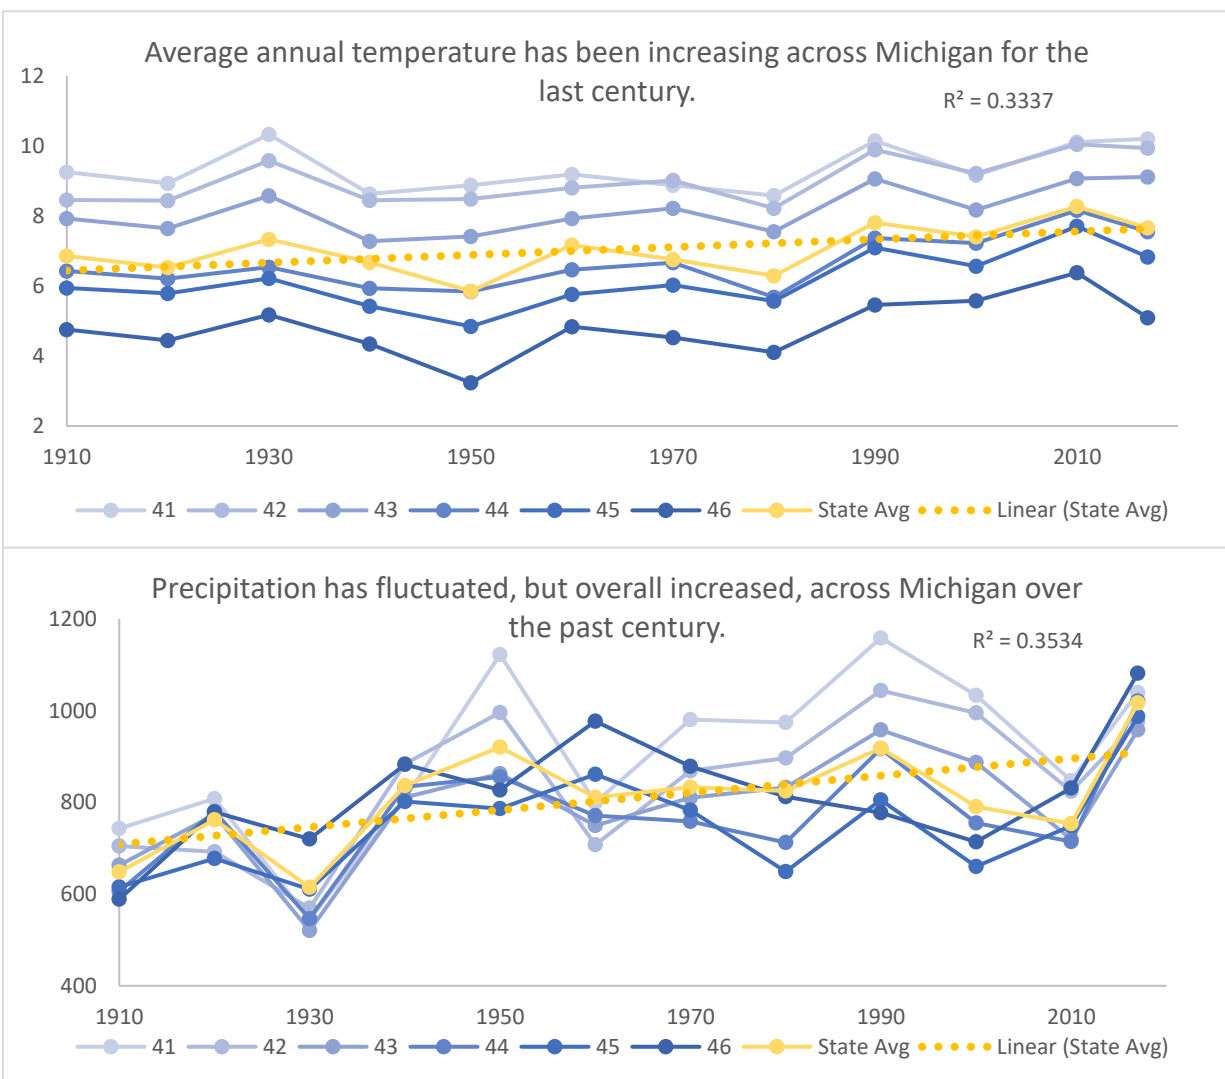 Average annual temperature has been increasing across Michigan for the
last century.
R² = 0.3337
12
10
8
6
4
2
1910 1930 1950 1970 1990 2010
41 42 43 44 45 46 State Avg Linear (State Avg)
Precipitation has fluctuated, but overall increased, across Michigan over
the past century.
R² = 0.3534
1200
1000
800
600
400
1910 1930 1950 1970 1990 2010
41 42 43 44 45 46 State Avg Linear (State Avg)